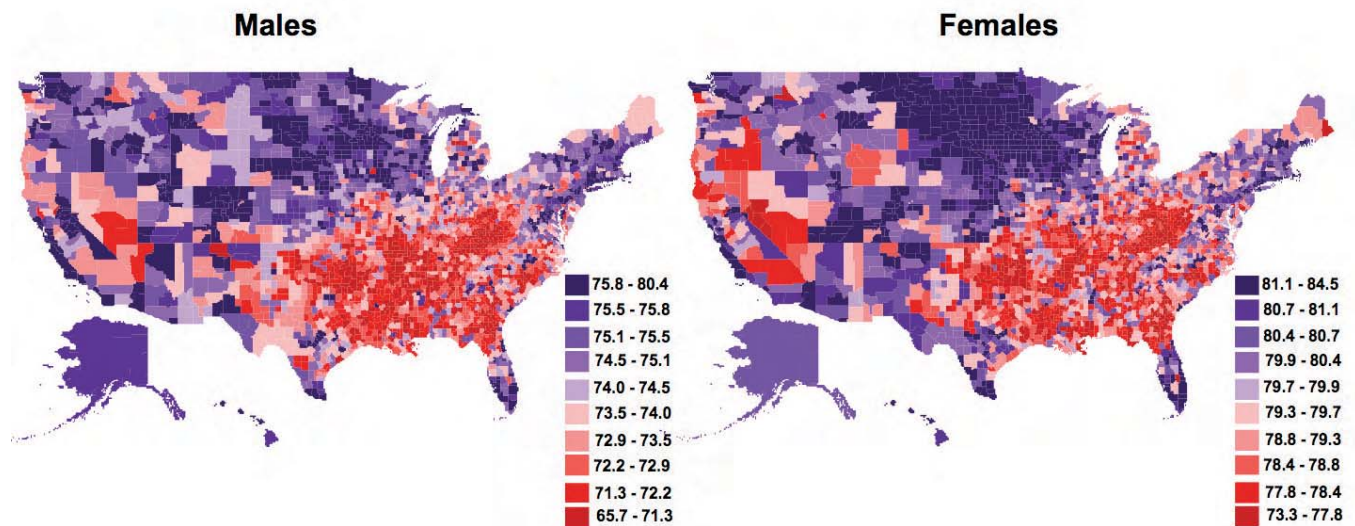 Males
Females
75.8 - 80.4
75.5 - 75.8
75.1 - 75.5
74.5 - 75.1
74.0 - 74.5
73.5 - 74.0
72.9 - 73.5
72.2 - 72.9
71.3 - 72.2
65.7 - 71.3
81.1 - 84.5
80.7 - 81.1
80.4 - 80.7
79.9 - 80.4
79.7 - 79.9
79.3 - 79.7
78.8 - 79.3
78.4 - 78.8
77.8 - 78.4
73.3 - 77.8